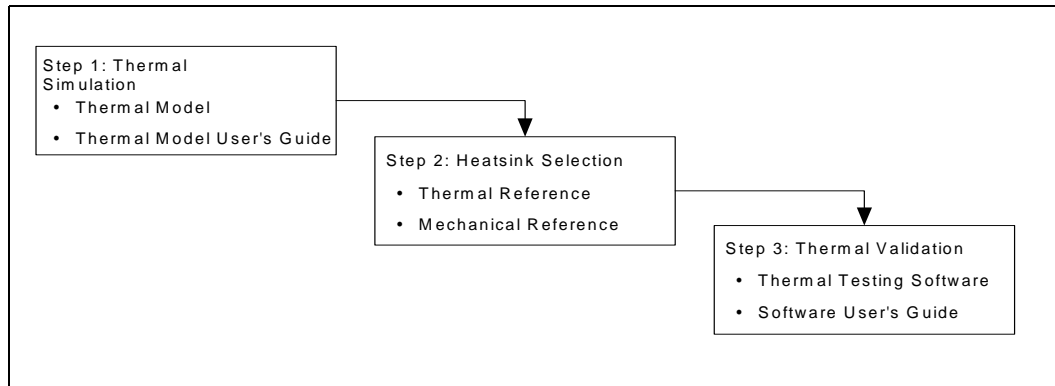 Step 1: Thermal
Simulation
• Thermal Model
• Thermal Model User's Guide
Step 2: Heatsink Selection
• Thermal Reference
• Mechanical Reference
Step 3: Thermal Validation
• Thermal Testing Software
• Software User's Guide